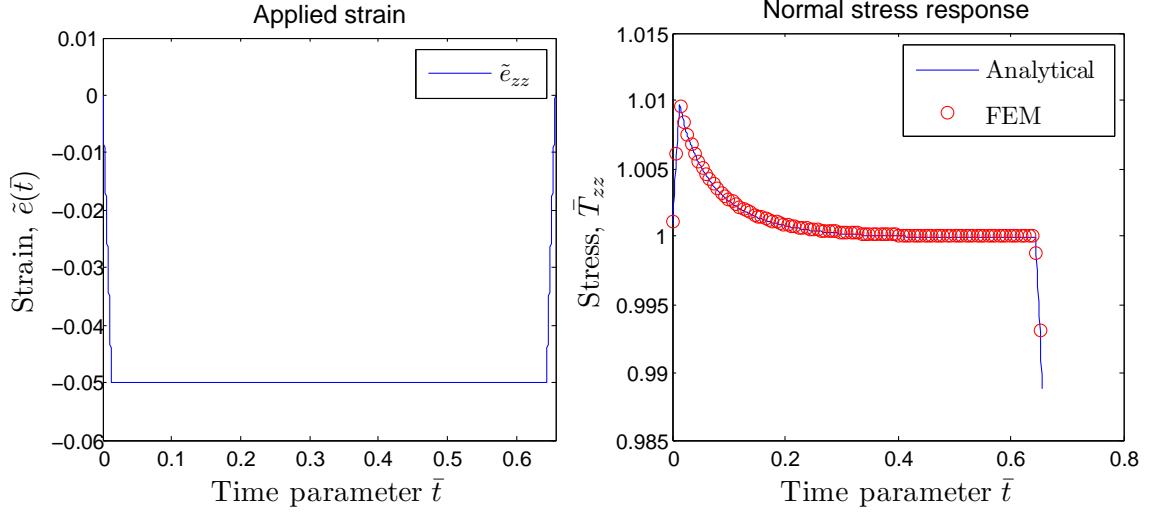 Applied strain
0.01
0
−0.01
−0.02
−0.03
−0.04
−0.05
−0.06
0 0.1 0.2 0.3 0.4 0.5 0.6
Strain, ẽ(t̄)
Time parameter t̄
ẽ_zz
Normal stress response
1.015
1.01
1.005
1
0.995
0.99
0.985
0 0.2 0.4 0.6 0.8
Stress, T̄_zz
Time parameter t̄
Analytical
FEM